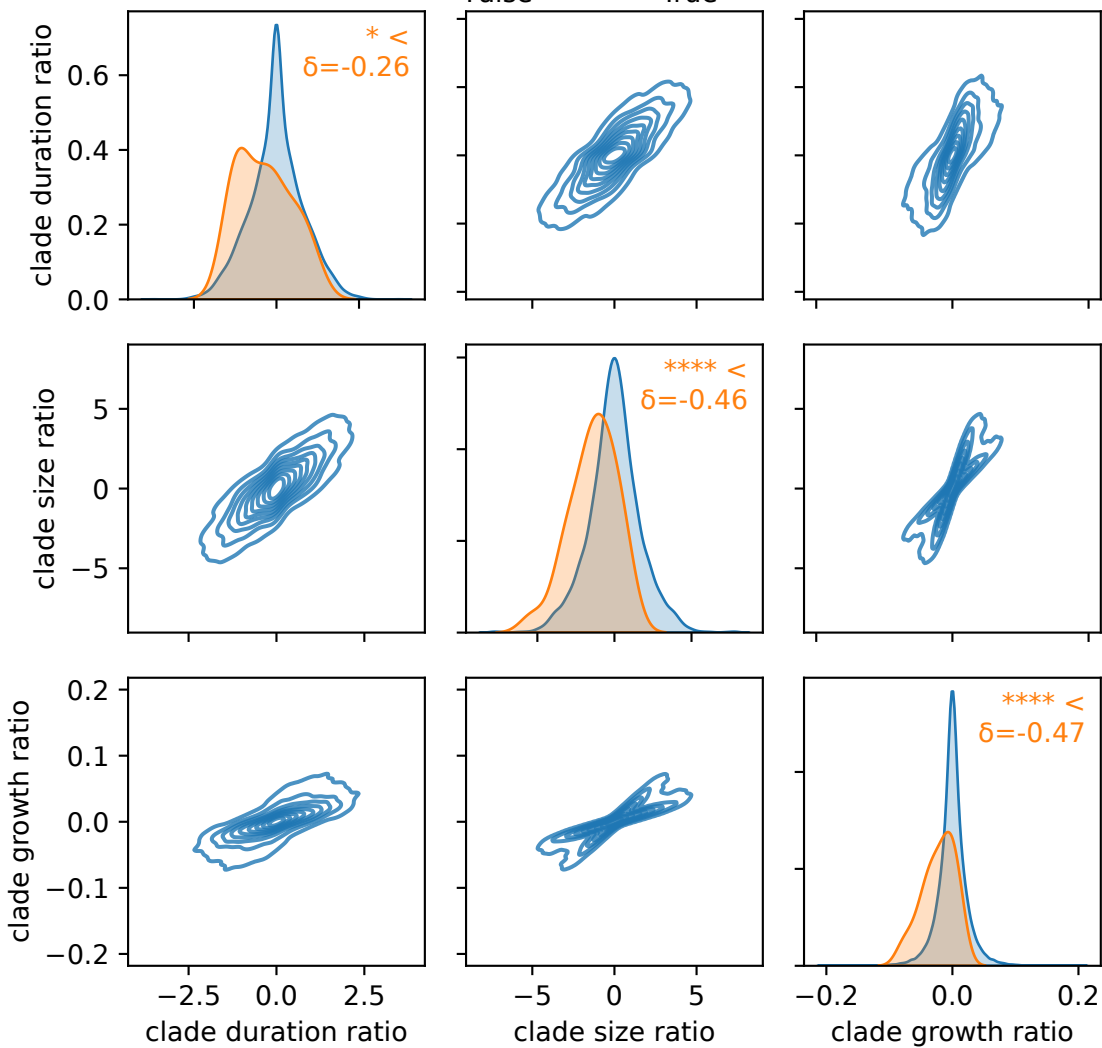 clade duration ratio
0.6
0.4
0.2
0.0
* <
δ=-0.26
clade size ratio
5
0
−5
**** <
δ=-0.46
clade growth ratio
0.2
0.1
0.0
−0.1
−0.2
**** <
δ=-0.47
−2.5 0.0 2.5
−5 0 5
−0.2 0.0 0.2
clade duration ratio
clade size ratio
clade growth ratio